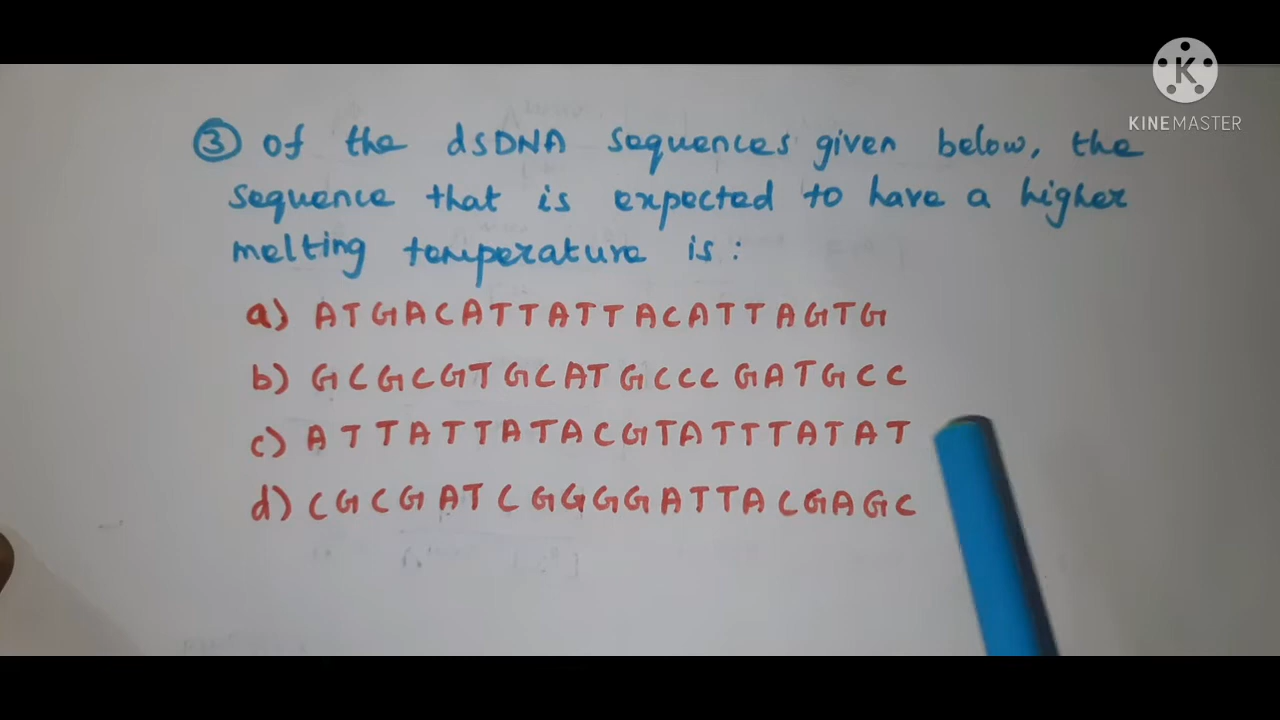 K
KINEMASTER
③ Of the dsDNA sequences given below, the
sequence that is expected to have a higher
melting temperature is :
a) ATGACATTATTACATTAGTG
b) GCGCGTGCATGCCCGATGCC
c) ATTATTATACGTATTTATAT
d) CGCGATCGGGGATTACGAGC